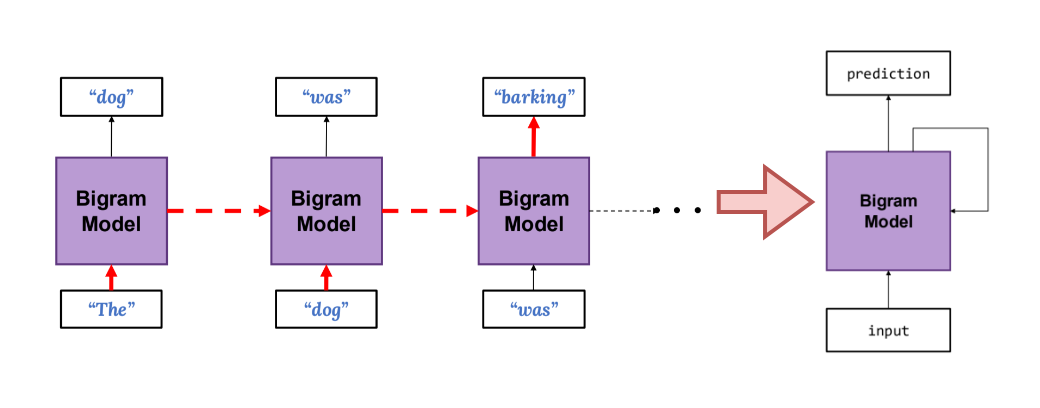 “dog”
“was”
“barking”
prediction
Bigram
Model
Bigram
Model
Bigram
Model
Bigram
Model
“The”
“dog”
“was”
input